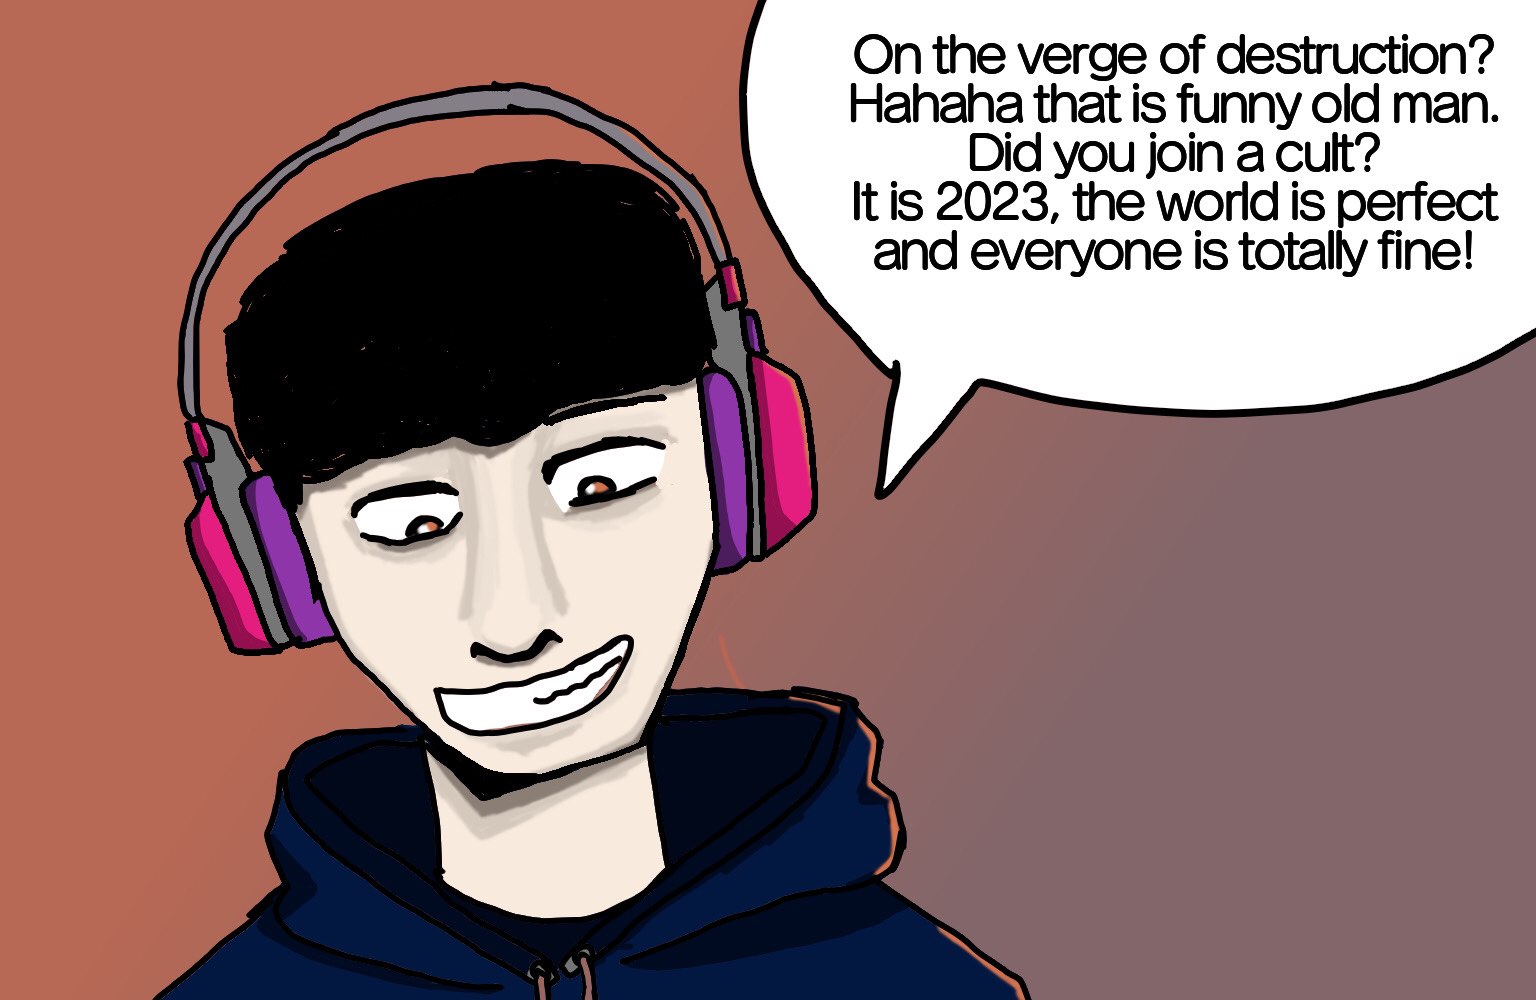 On the verge of destruction?
Hahaha that is funny old man.
Did you join a cult?
It is 2023, the world is perfect
and everyone is totally fine!